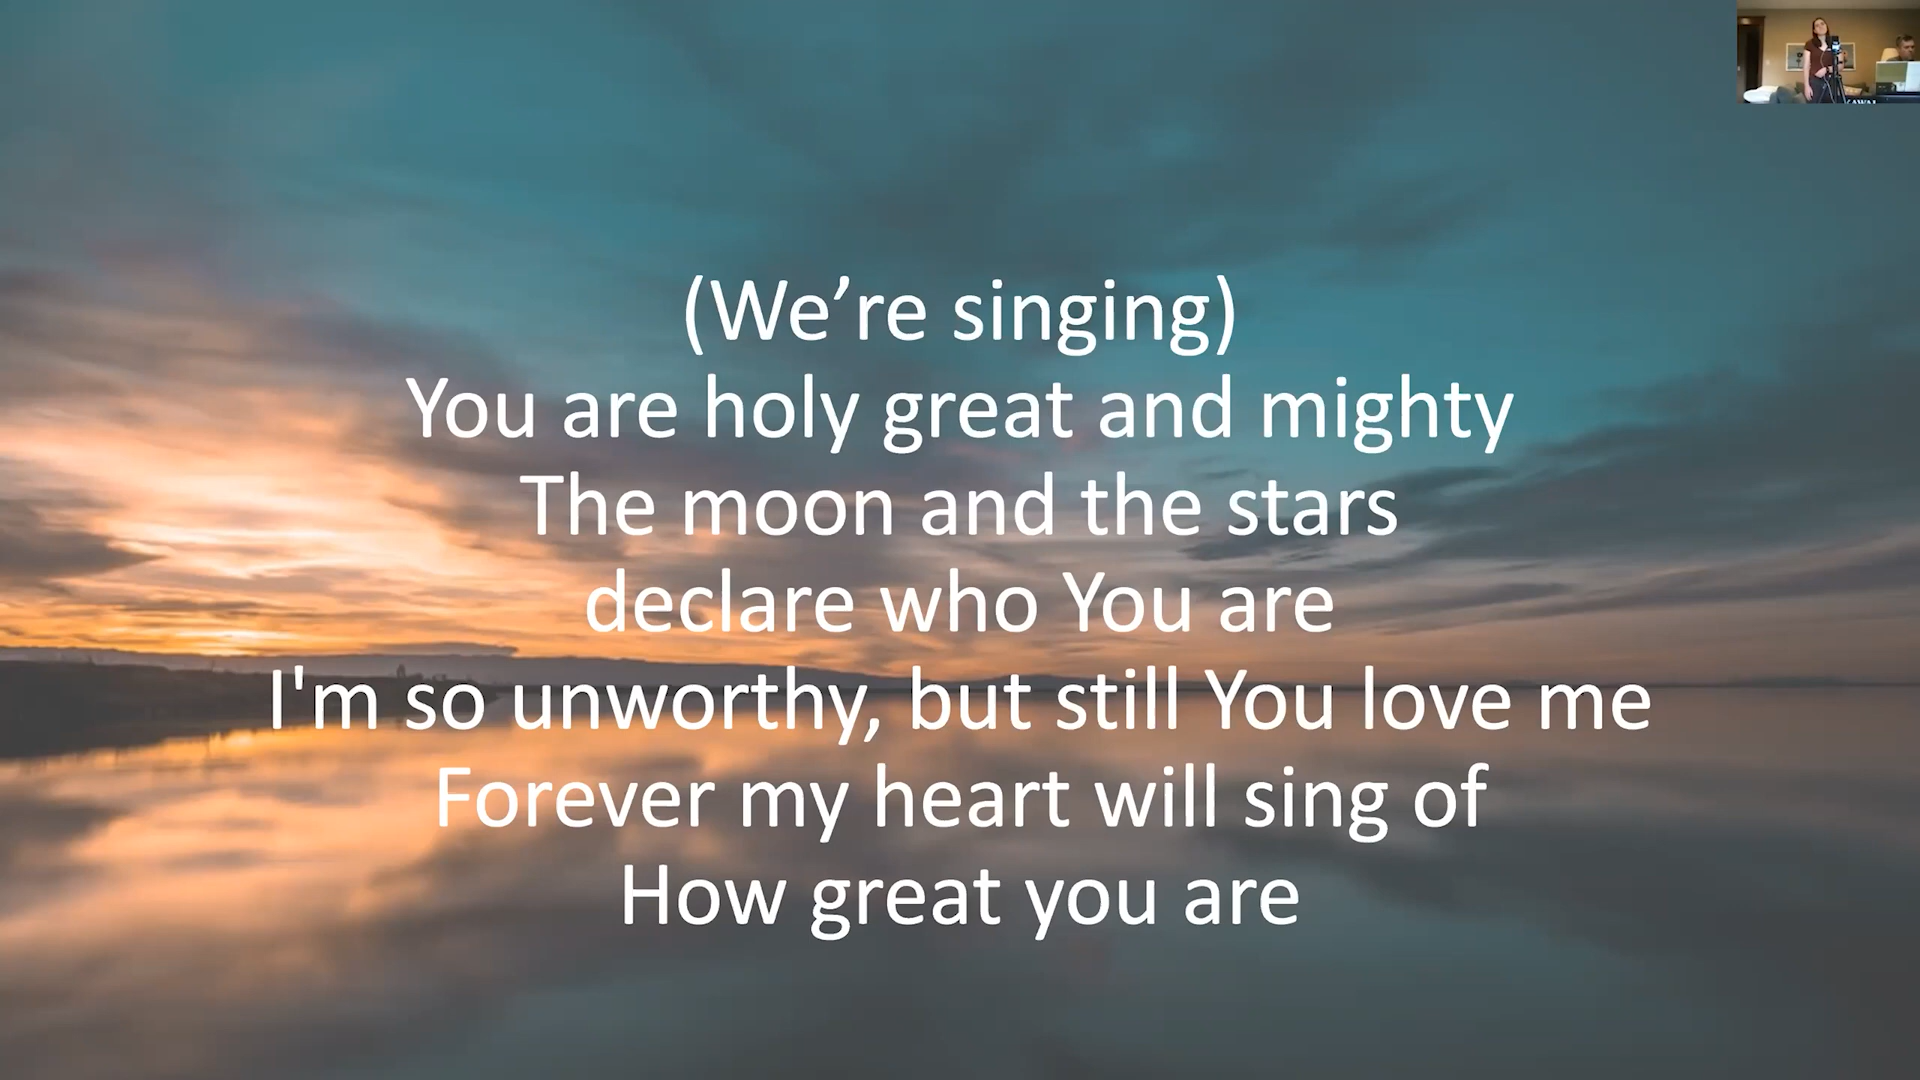 (We’re singing)
You are holy great and mighty
The moon and the stars
declare who You are
I'm so unworthy, but still You love me
Forever my heart will sing of
How great you are
KAWAI